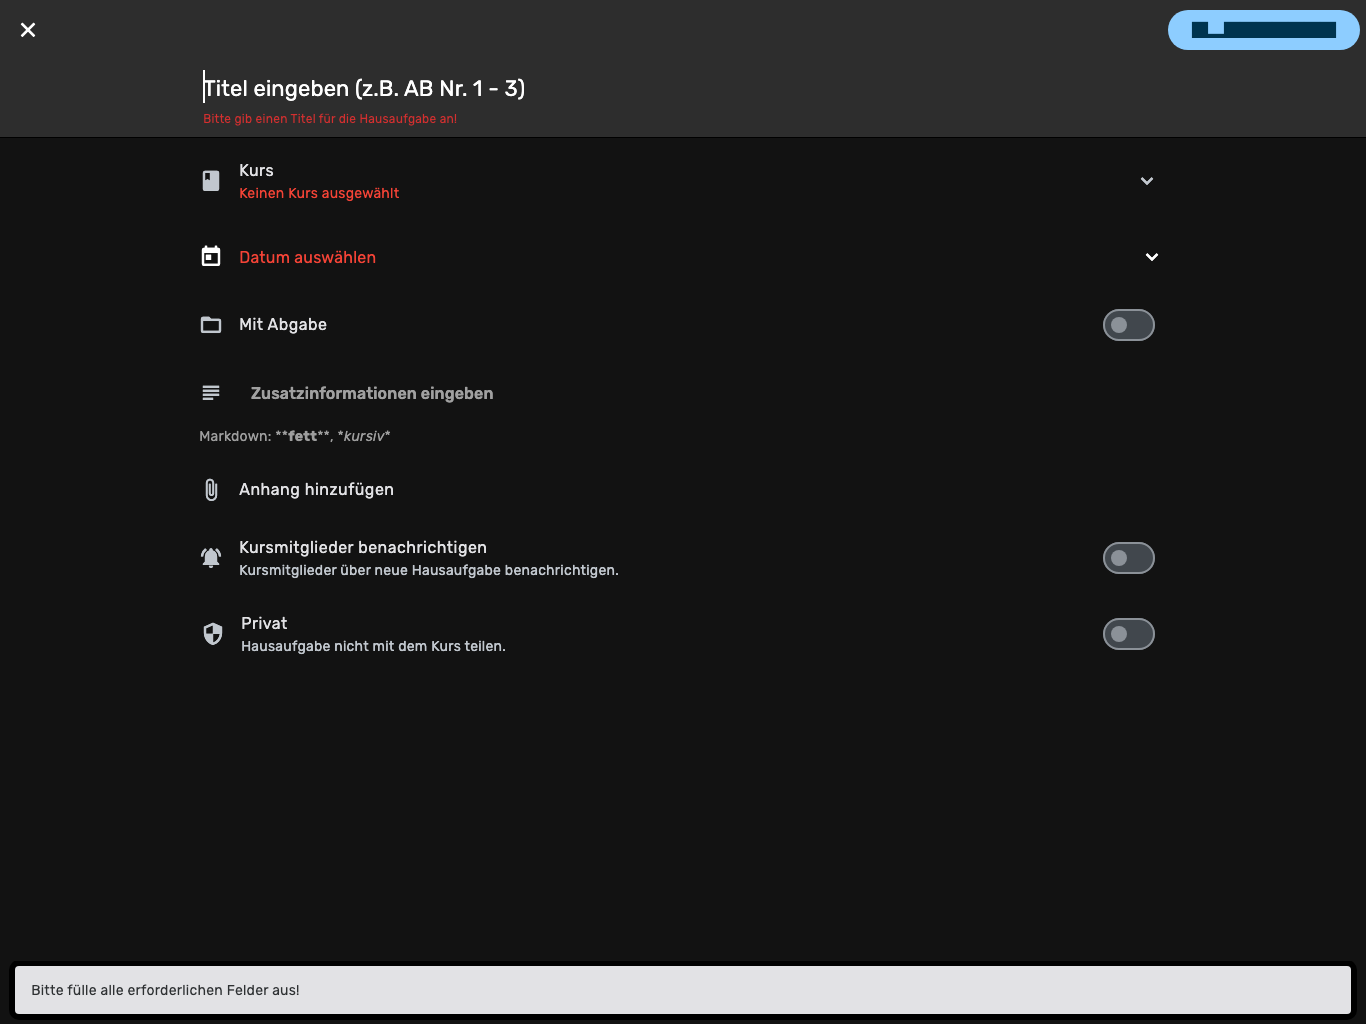 Titel eingeben (z.B. AB Nr. 1 - 3)
Bitte gib einen Titel für die Hausaufgabe an!
Kurs
Keinen Kurs ausgewählt
Datum auswählen
Mit Abgabe
Zusatzinformationen eingeben
Markdown: **fett**, *kursiv*
Anhang hinzufügen
Kursmitglieder benachrichtigen
Kursmitglieder über neue Hausaufgabe benachrichtigen.
Privat
Hausaufgabe nicht mit dem Kurs teilen.
Bitte fülle alle erforderlichen Felder aus!